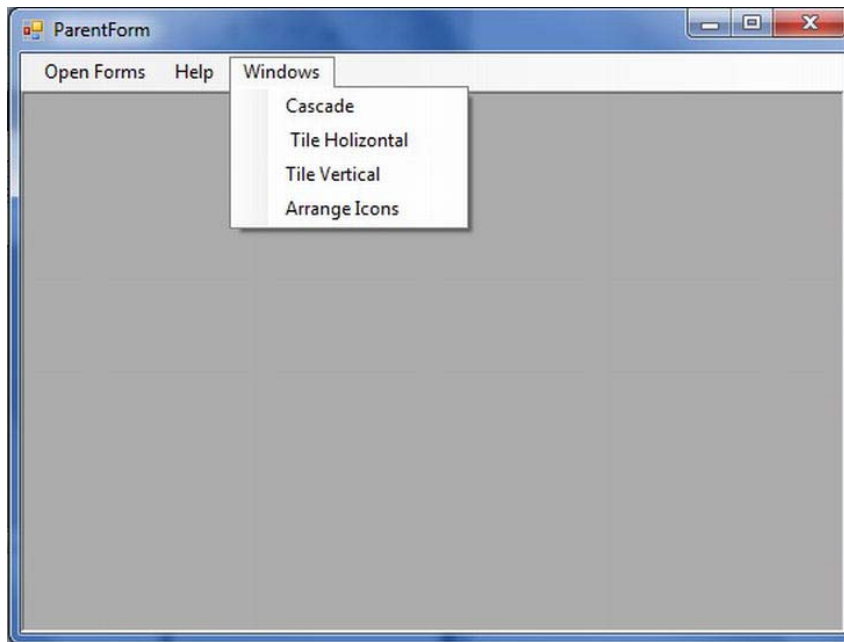 ParentForm
Open Forms Help Windows
Cascade
Tile Holizontal
Tile Vertical
Arrange Icons